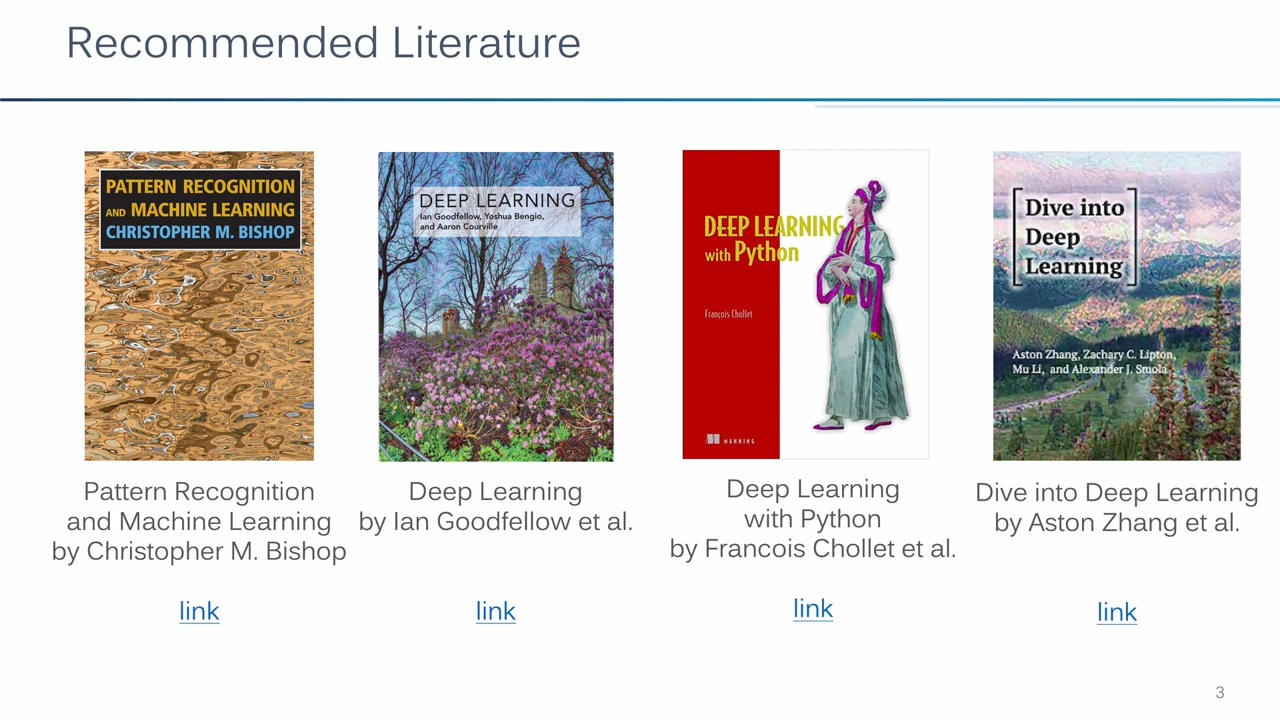 Recommended Literature
PATTERN RECOGNITION
AND MACHINE LEARNING
CHRISTOPHER M. BISHOP
DEEP LEARNING
Ian Goodfellow, Yoshua Bengio,
and Aaron Courville
DEEP LEARNING
with Python
François Chollet
MANNING
Dive into
Deep
Learning
Aston Zhang, Zachary C. Lipton,
Mu Li, and Alexander J. Smola
Pattern Recognition
and Machine Learning
by Christopher M. Bishop
link
Deep Learning
by Ian Goodfellow et al.
link
Deep Learning
with Python
by Francois Chollet et al.
link
Dive into Deep Learning
by Aston Zhang et al.
link
3